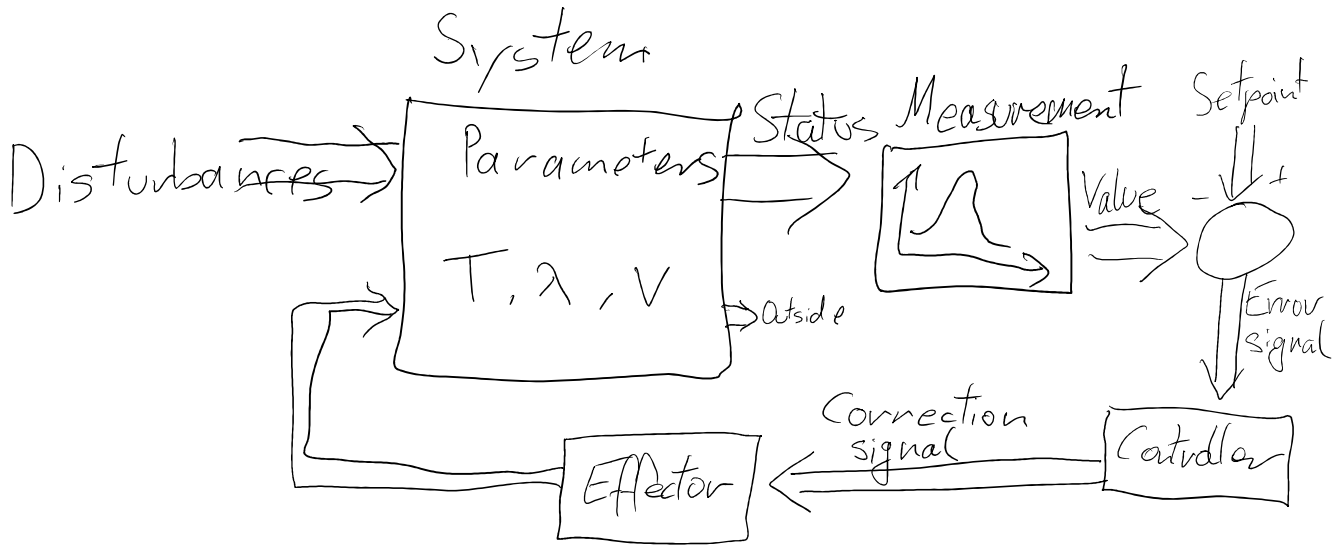 System
Setpoint
Status
Measurement
Disturbances
Parameters
Value
- +
T, λ, V
Outside
Error
signal
Correction
signal
Controller
Effector